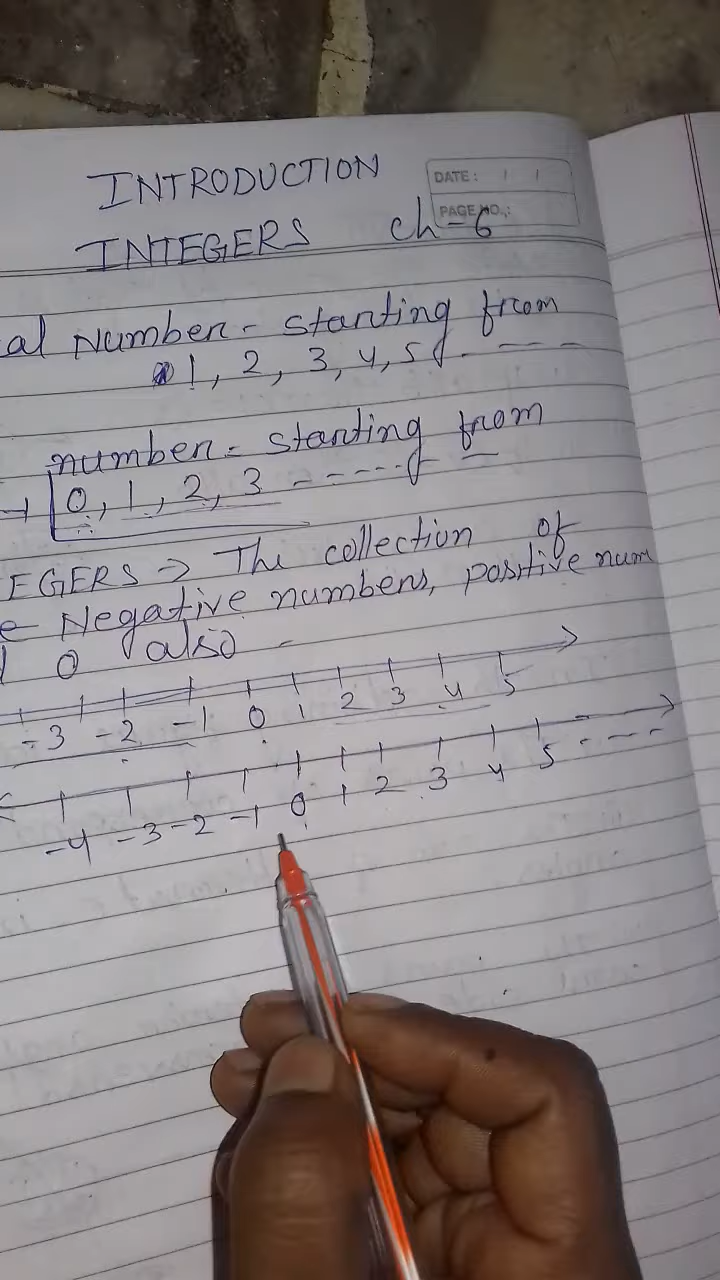 INTRODUCTION
DATE: / /
PAGE NO.:
INTEGERS ch-6
al Number - starting from
1, 2, 3, 4, 5, - - - -
number - starting from
→ 0, 1, 2, 3 - - - - - -
EGERS → The collection of
e Negative numbers, positive num
0 also -
-3 -2 -1 0 1 2 3 4 5
-4 -3 -2 -1 0 1 2 3 4 5 - - - -